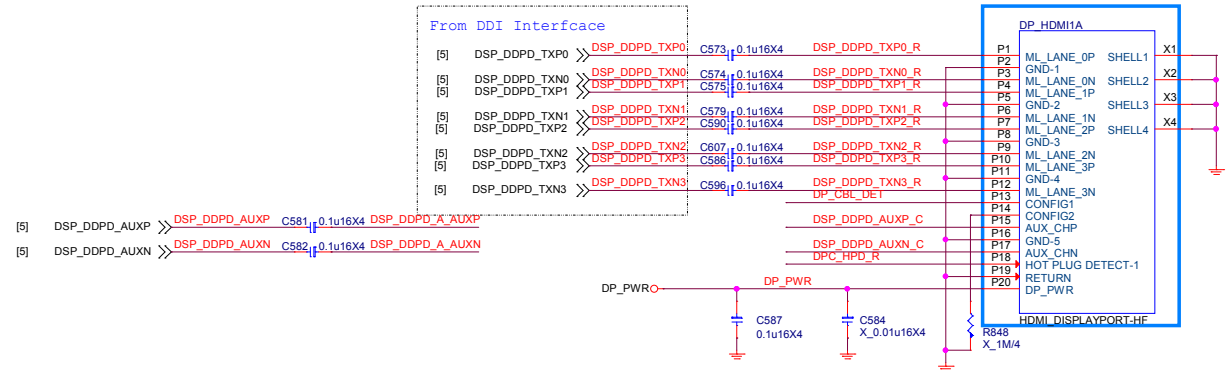 From DDI Interfcace
DP_HDMI1A
[5] DSP_DDPD_TXP0 DSP_DDPD_TXP0 C573 0.1u16X4 DSP_DDPD_TXP0_R P1 ML_LANE_0P SHELL1 X1
P2 GND-1
[5] DSP_DDPD_TXN0 DSP_DDPD_TXN0 C574 0.1u16X4 DSP_DDPD_TXN0_R P3 ML_LANE_0N SHELL2 X2
[5] DSP_DDPD_TXP1 DSP_DDPD_TXP1 C575 0.1u16X4 DSP_DDPD_TXP1_R P4 ML_LANE_1P
P5 GND-2 SHELL3 X3
[5] DSP_DDPD_TXN1 DSP_DDPD_TXN1 C579 0.1u16X4 DSP_DDPD_TXN1_R P6 ML_LANE_1N
[5] DSP_DDPD_TXP2 DSP_DDPD_TXP2 C590 0.1u16X4 DSP_DDPD_TXP2_R P7 ML_LANE_2P SHELL4 X4
P8 GND-3
[5] DSP_DDPD_TXN2 DSP_DDPD_TXN2 C607 0.1u16X4 DSP_DDPD_TXN2_R P9 ML_LANE_2N
[5] DSP_DDPD_TXP3 DSP_DDPD_TXP3 C586 0.1u16X4 DSP_DDPD_TXP3_R P10 ML_LANE_3P
P11 GND-4
[5] DSP_DDPD_TXN3 DSP_DDPD_TXN3 C596 0.1u16X4 DSP_DDPD_TXN3_R P12 ML_LANE_3N
DP_CBL_DET P13 CONFIG1
P14 CONFIG2
[5] DSP_DDPD_AUXP DSP_DDPD_AUXP C581 0.1u16X4 DSP_DDPD_A_AUXP DSP_DDPD_AUXP_C P15 AUX_CHP
P16 GND-5
[5] DSP_DDPD_AUXN DSP_DDPD_AUXN C582 0.1u16X4 DSP_DDPD_A_AUXN DSP_DDPD_AUXN_C P17 AUX_CHN
DPC_HPD_R P18 HOT PLUG DETECT-1
P19 RETURN
DP_PWR DP_PWR P20 DP_PWR
C587 C584 HDMI_DISPLAYPORT-HF
0.1u16X4 X_0.01u16X4 R848
X_1M/4